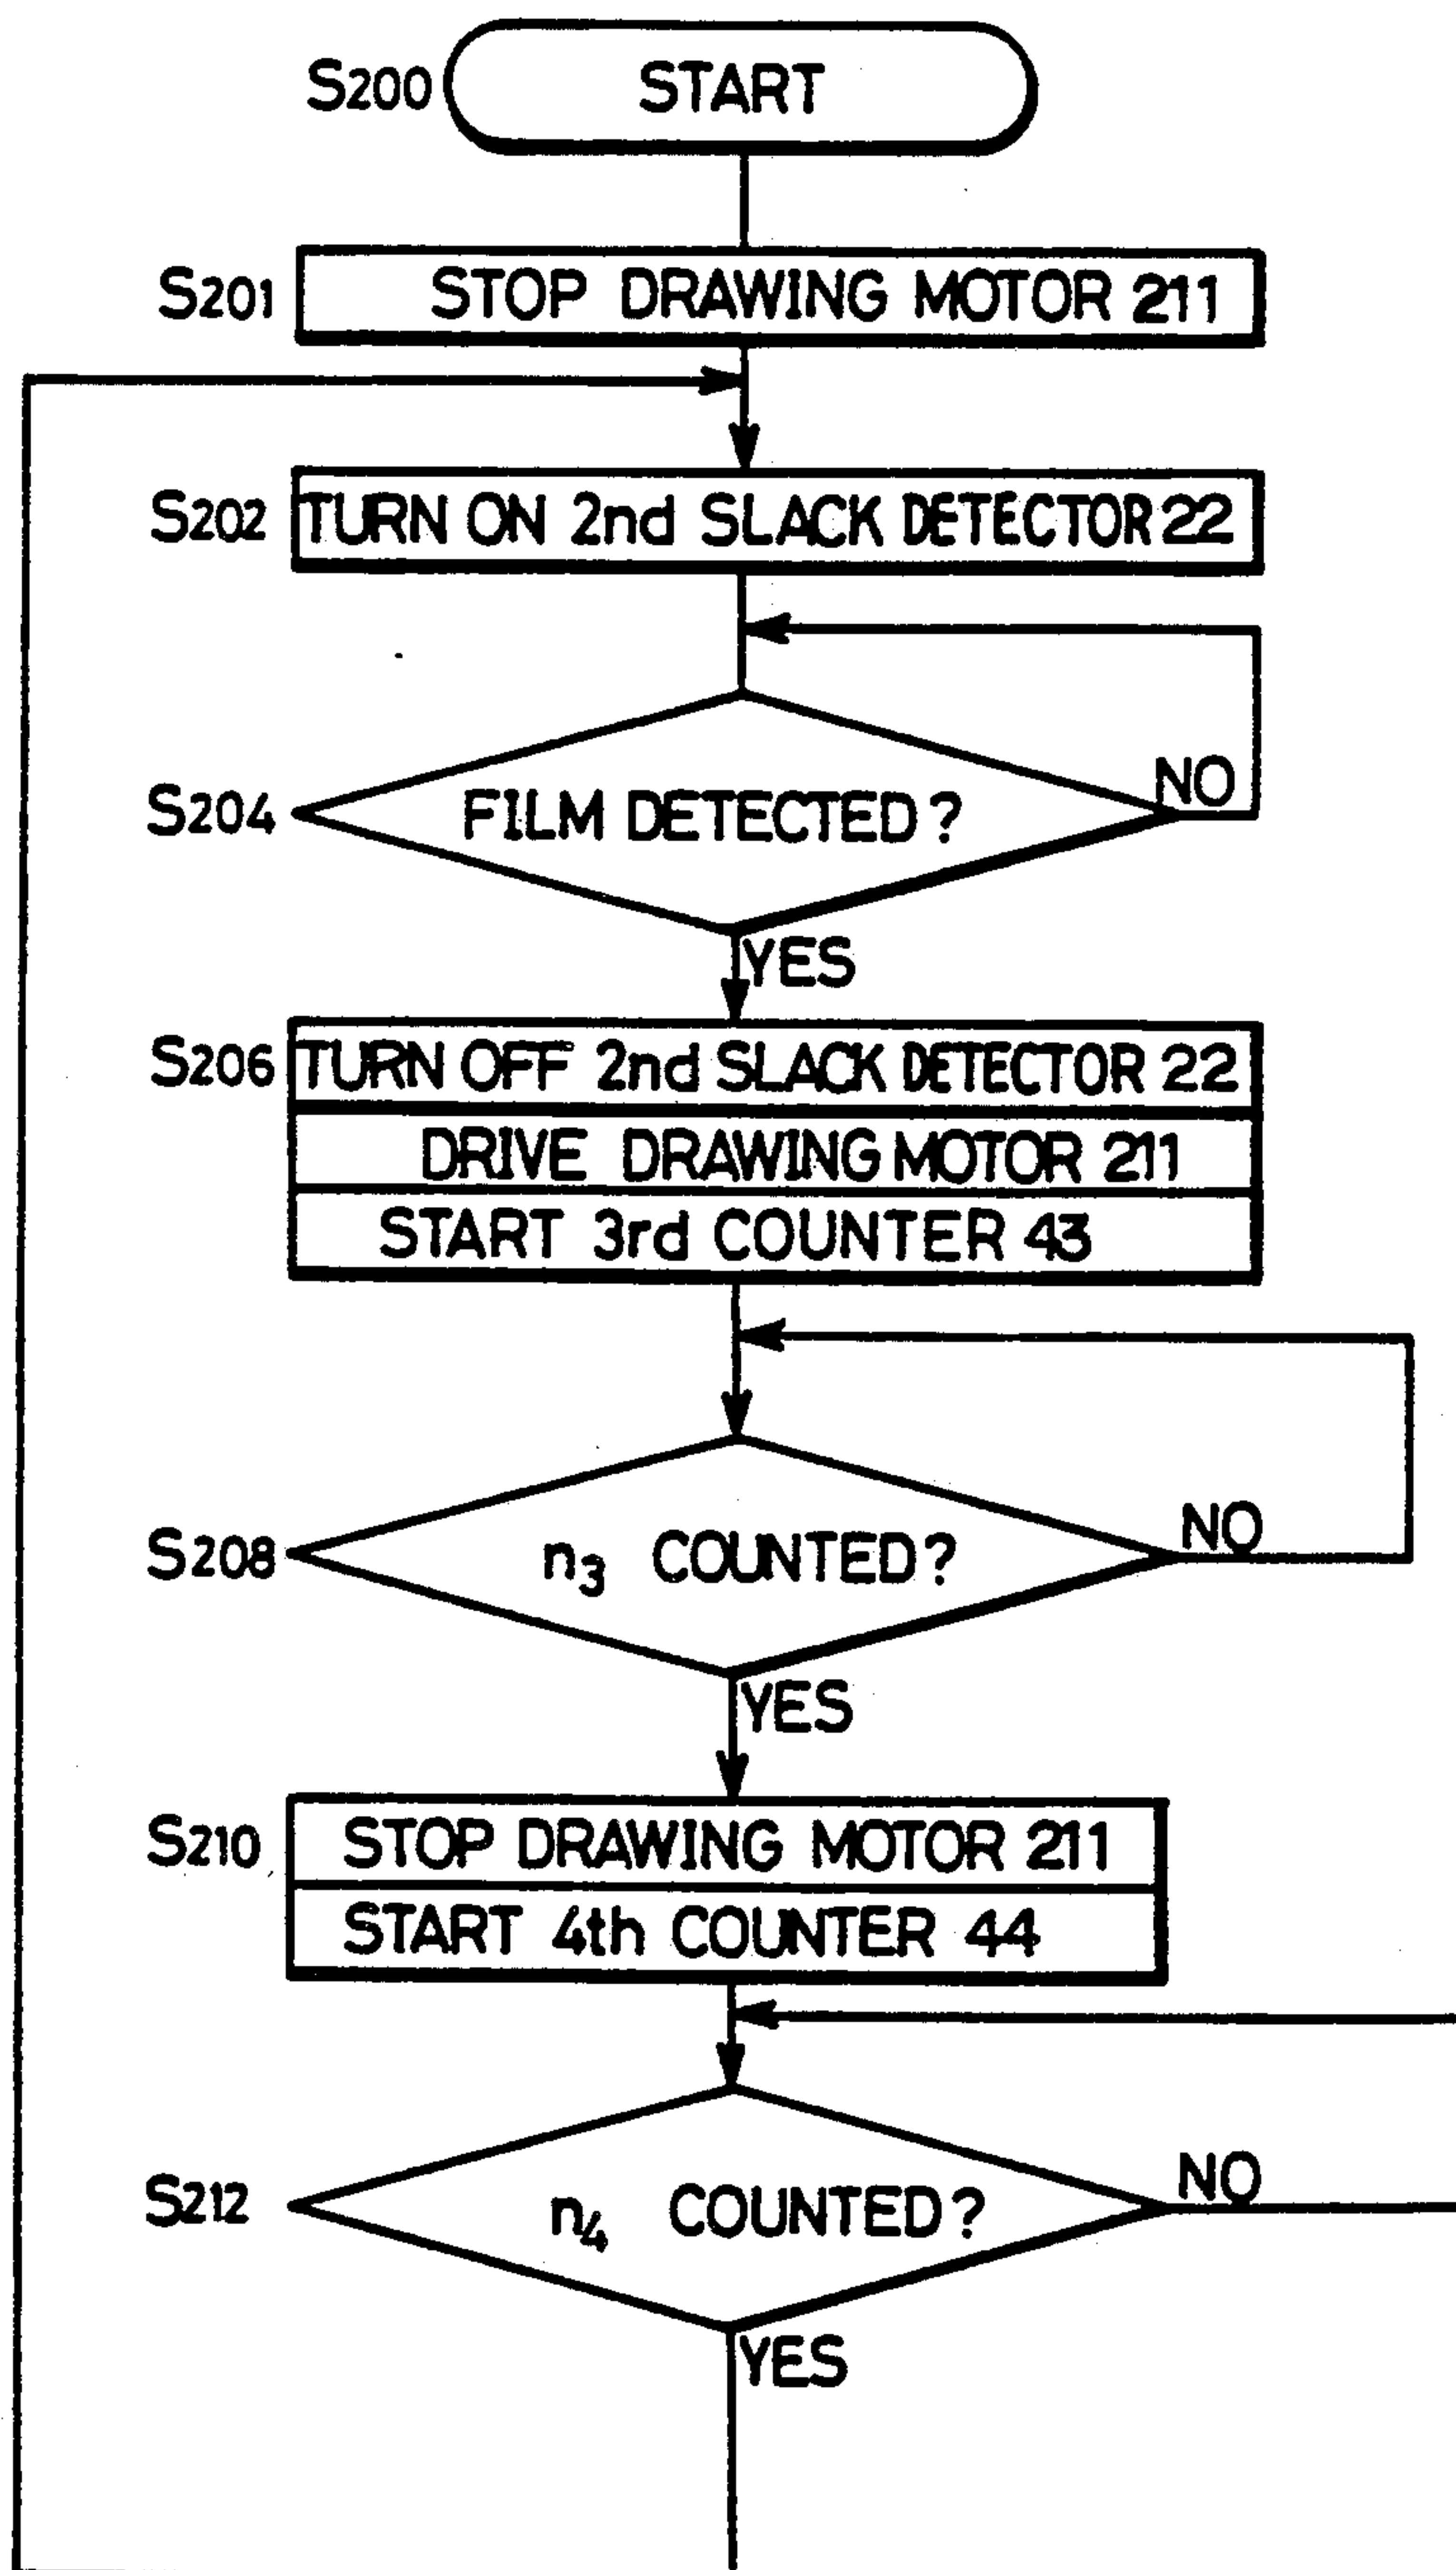 S200 START
S201 STOP DRAWING MOTOR 211
S202 TURN ON 2nd SLACK DETECTOR 22
NO
S204 FILM DETECTED?
YES
S206 TURN OFF 2nd SLACK DETECTOR 22
DRIVE DRAWING MOTOR 211
START 3rd COUNTER 43
NO
S208 n3 COUNTED?
YES
S210 STOP DRAWING MOTOR 211
START 4th COUNTER 44
NO
S212 n4 COUNTED?
YES